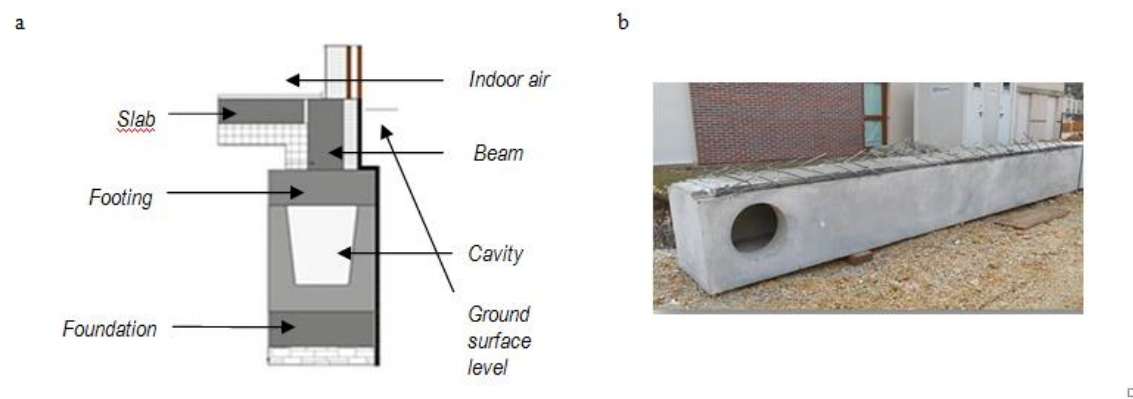 a
b
Indoor air
Slab
Beam
Footing
Cavity
Foundation
Ground
surface
level